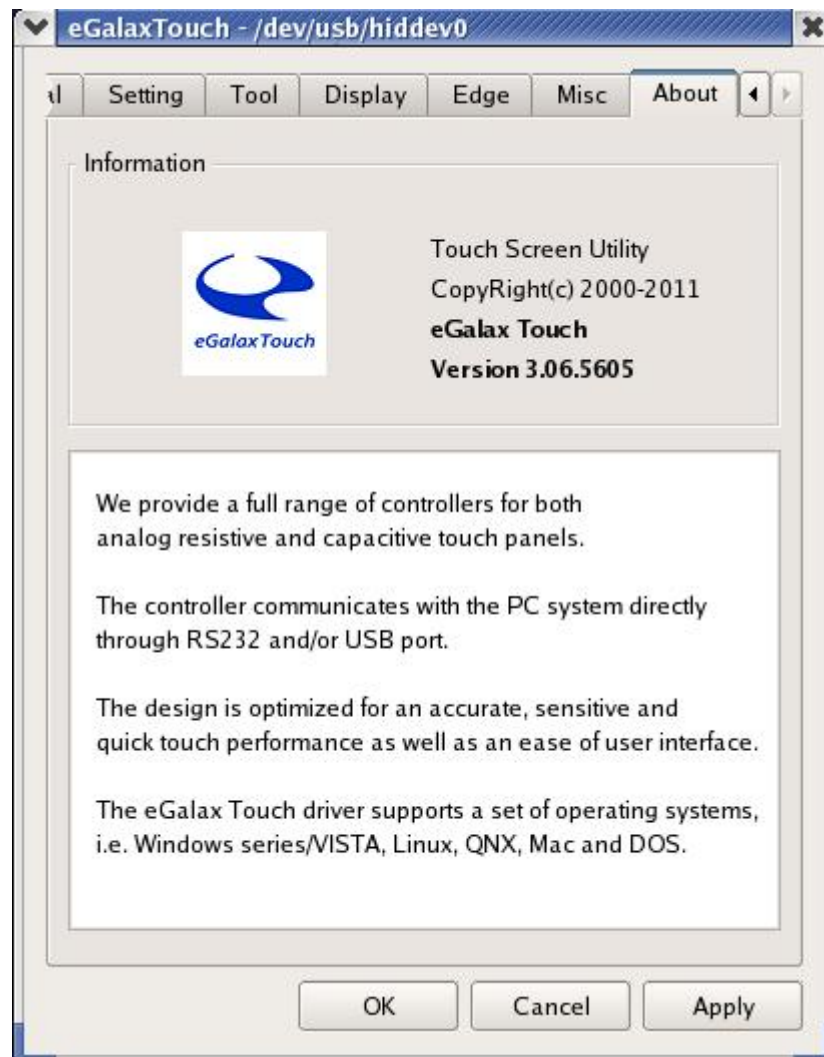 eGalaxTouch - /dev/usb/hiddev0
al Setting Tool Display Edge Misc About
Information
eGalaxTouch
Touch Screen Utility
CopyRight(c) 2000-2011
eGalax Touch
Version 3.06.5605
We provide a full range of controllers for both
analog resistive and capacitive touch panels.
The controller communicates with the PC system directly
through RS232 and/or USB port.
The design is optimized for an accurate, sensitive and
quick touch performance as well as an ease of user interface.
The eGalax Touch driver supports a set of operating systems,
i.e. Windows series/VISTA, Linux, QNX, Mac and DOS.
OK Cancel Apply